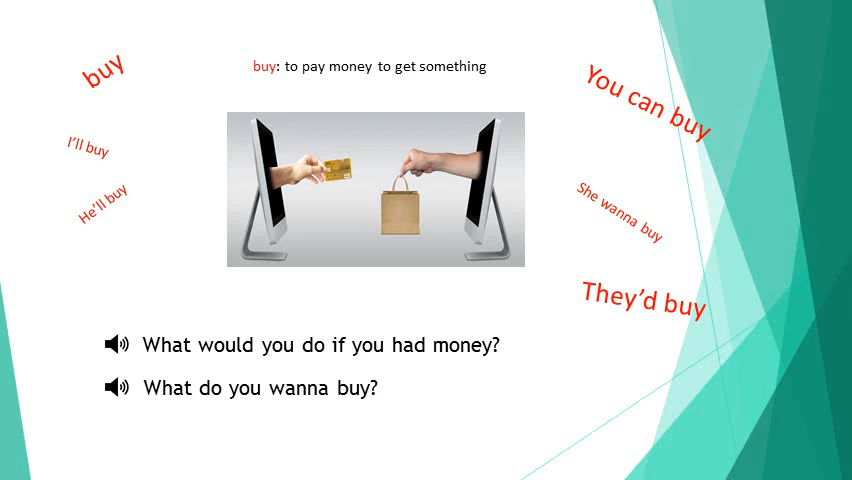 buy
buy: to pay money to get something
You can buy
I'll buy
He'll buy
She wanna buy
They'd buy
What would you do if you had money?
What do you wanna buy?